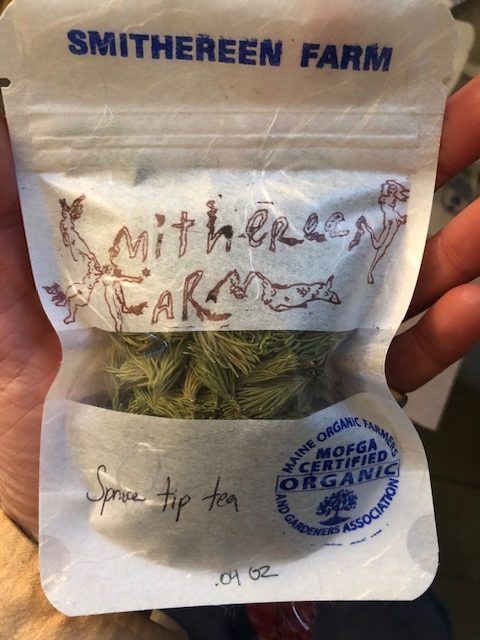 SMITHEREEN FARM
SMitheReen
FARM
Spruce tip tea
MAINE ORGANIC FARMERS
MOFGA
CERTIFIED
ORGANIC
AND GARDENERS ASSOCIATION
.04 OZ